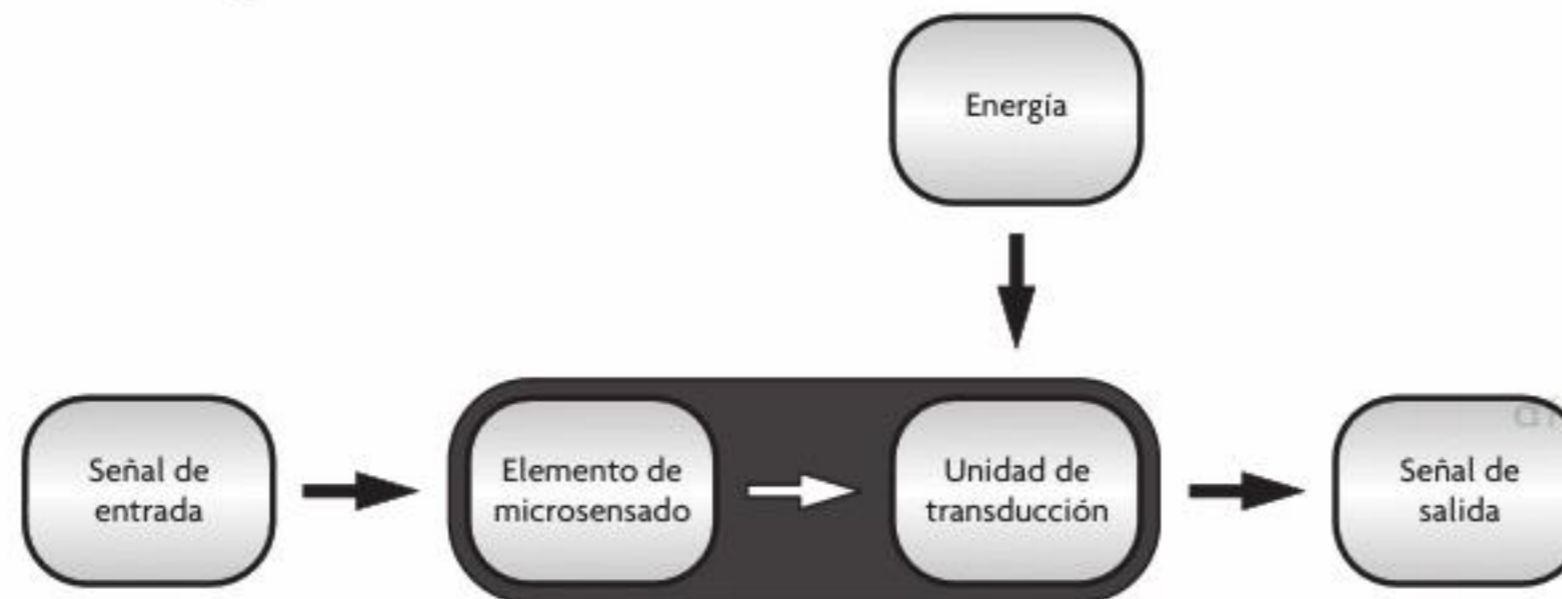 Energía
Señal de
entrada
Elemento de
microsensado
Unidad de
transducción
Señal de
salida